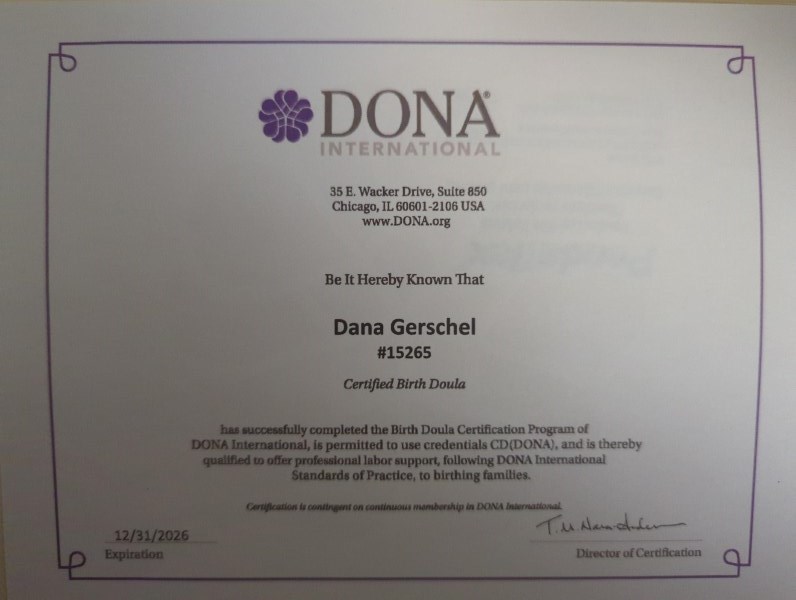 DONA®
INTERNATIONAL
35 E. Wacker Drive, Suite 850
Chicago, IL 60601-2106 USA
www.DONA.org
Be It Hereby Known That
Dana Gerschel
#15265
Certified Birth Doula
has successfully completed the Birth Doula Certification Program of
DONA International, is permitted to use credentials CD(DONA), and is thereby
qualified to offer professional labor support, following DONA International
Standards of Practice, to birthing families.
Certification is contingent on continuous membership in DONA International.
12/31/2026
Expiration
Director of Certification